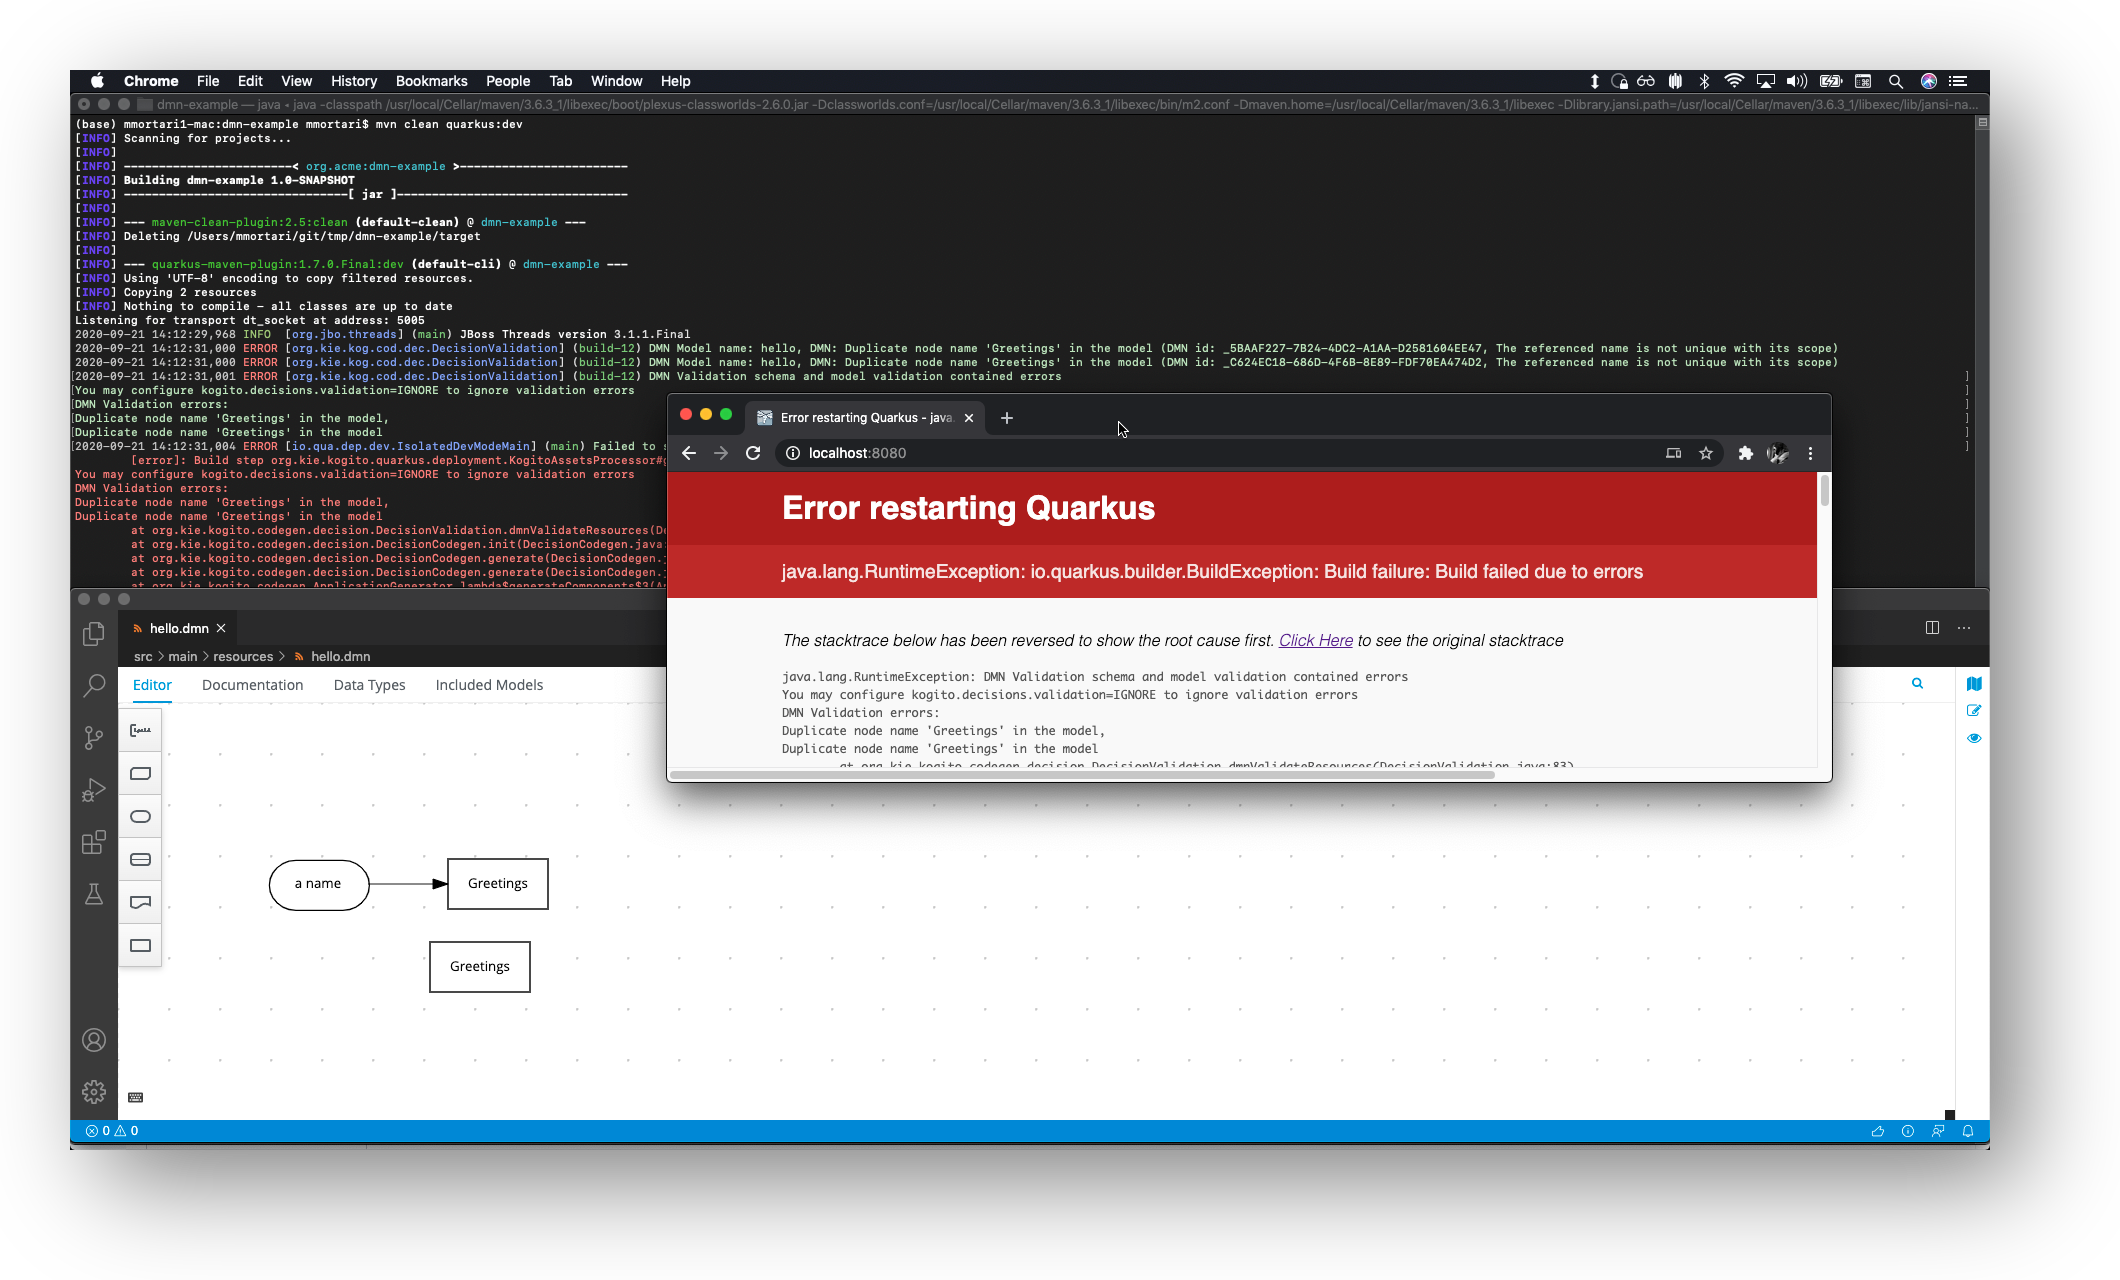 Chrome File Edit View History Bookmarks People Tab Window Help
dmn-example — java ◂ java -classpath /usr/local/Cellar/maven/3.6.3_1/libexec/boot/plexus-classworlds-2.6.0.jar -Dclassworlds.conf=/usr/local/Cellar/maven/3.6.3_1/libexec/bin/m2.conf -Dmaven.home=/usr/local/Cellar/maven/3.6.3_1/libexec -Dlibrary.jansi.path=/usr/local/Cellar/maven/3.6.3_1/libexec/lib/jansi-na...
(base) mmortari1-mac:dmn-example mmortari$ mvn clean quarkus:dev
[INFO] Scanning for projects...
[INFO]
[INFO] ------------------------< org.acme:dmn-example >------------------------
[INFO] Building dmn-example 1.0-SNAPSHOT
[INFO] --------------------------------[ jar ]---------------------------------
[INFO]
[INFO] --- maven-clean-plugin:2.5:clean (default-clean) @ dmn-example ---
[INFO] Deleting /Users/mmortari/git/tmp/dmn-example/target
[INFO]
[INFO] --- quarkus-maven-plugin:1.7.0.Final:dev (default-cli) @ dmn-example ---
[INFO] Using 'UTF-8' encoding to copy filtered resources.
[INFO] Copying 2 resources
[INFO] Nothing to compile - all classes are up to date
Listening for transport dt_socket at address: 5005
2020-09-21 14:12:29,968 INFO [org.jbo.threads] (main) JBoss Threads version 3.1.1.Final
2020-09-21 14:12:31,000 ERROR [org.kie.kog.cod.dec.DecisionValidation] (build-12) DMN Model name: hello, DMN: Duplicate node name 'Greetings' in the model (DMN id: _5BAAF227-7B24-4DC2-A1AA-D2581604EE47, The referenced name is not unique with its scope)
2020-09-21 14:12:31,000 ERROR [org.kie.kog.cod.dec.DecisionValidation] (build-12) DMN Model name: hello, DMN: Duplicate node name 'Greetings' in the model (DMN id: _C624EC18-686D-4F6B-8E89-FDF70EA474D2, The referenced name is not unique with its scope)
[2020-09-21 14:12:31,001 ERROR [org.kie.kog.cod.dec.DecisionValidation] (build-12) DMN Validation schema and model validation contained errors ]
[You may configure kogito.decisions.validation=IGNORE to ignore validation errors ]
[DMN Validation errors: ]
[Duplicate node name 'Greetings' in the model, ]
[Duplicate node name 'Greetings' in the model ]
[2020-09-21 14:12:31,004 ERROR [io.qua.dep.dev.IsolatedDevModeMain] (main) Failed to s ]
[error]: Build step org.kie.kogito.quarkus.deployment.KogitoAssetsProcessor#g
You may configure kogito.decisions.validation=IGNORE to ignore validation errors
DMN Validation errors:
Duplicate node name 'Greetings' in the model,
Duplicate node name 'Greetings' in the model
at org.kie.kogito.codegen.decision.DecisionValidation.dmnValidateResources(De
at org.kie.kogito.codegen.decision.DecisionCodegen.init(DecisionCodegen.java:
at org.kie.kogito.codegen.decision.DecisionCodegen.generate(DecisionCodegen.j
at org.kie.kogito.codegen.decision.DecisionCodegen.generate(DecisionCodegen.j
at org.kie.kogito.codegen.ApplicationGenerator.lambda$generateComponents$3(A
Error restarting Quarkus - java.
localhost:8080
Error restarting Quarkus
java.lang.RuntimeException: io.quarkus.builder.BuildException: Build failure: Build failed due to errors
The stacktrace below has been reversed to show the root cause first. Click Here to see the original stacktrace
java.lang.RuntimeException: DMN Validation schema and model validation contained errors
You may configure kogito.decisions.validation=IGNORE to ignore validation errors
DMN Validation errors:
Duplicate node name 'Greetings' in the model,
Duplicate node name 'Greetings' in the model
at org.kie.kogito.codegen.decision.DecisionValidation.dmnValidateResources(DecisionValidation.java:83)
hello.dmn
src > main > resources > hello.dmn
Editor Documentation Data Types Included Models
a name
Greetings
Greetings
0 0